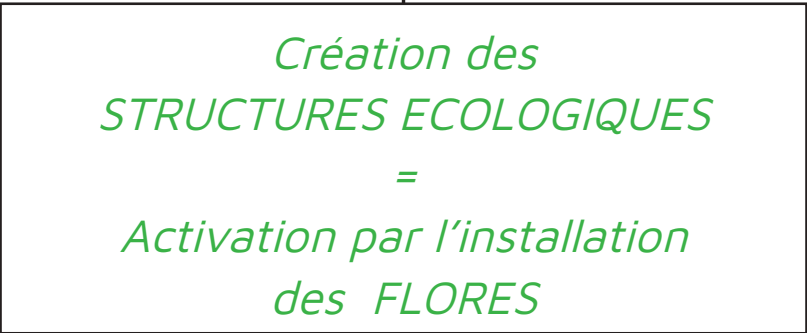 Création des
STRUCTURES ECOLOGIQUES
=
Activation par l'installation
des FLORES